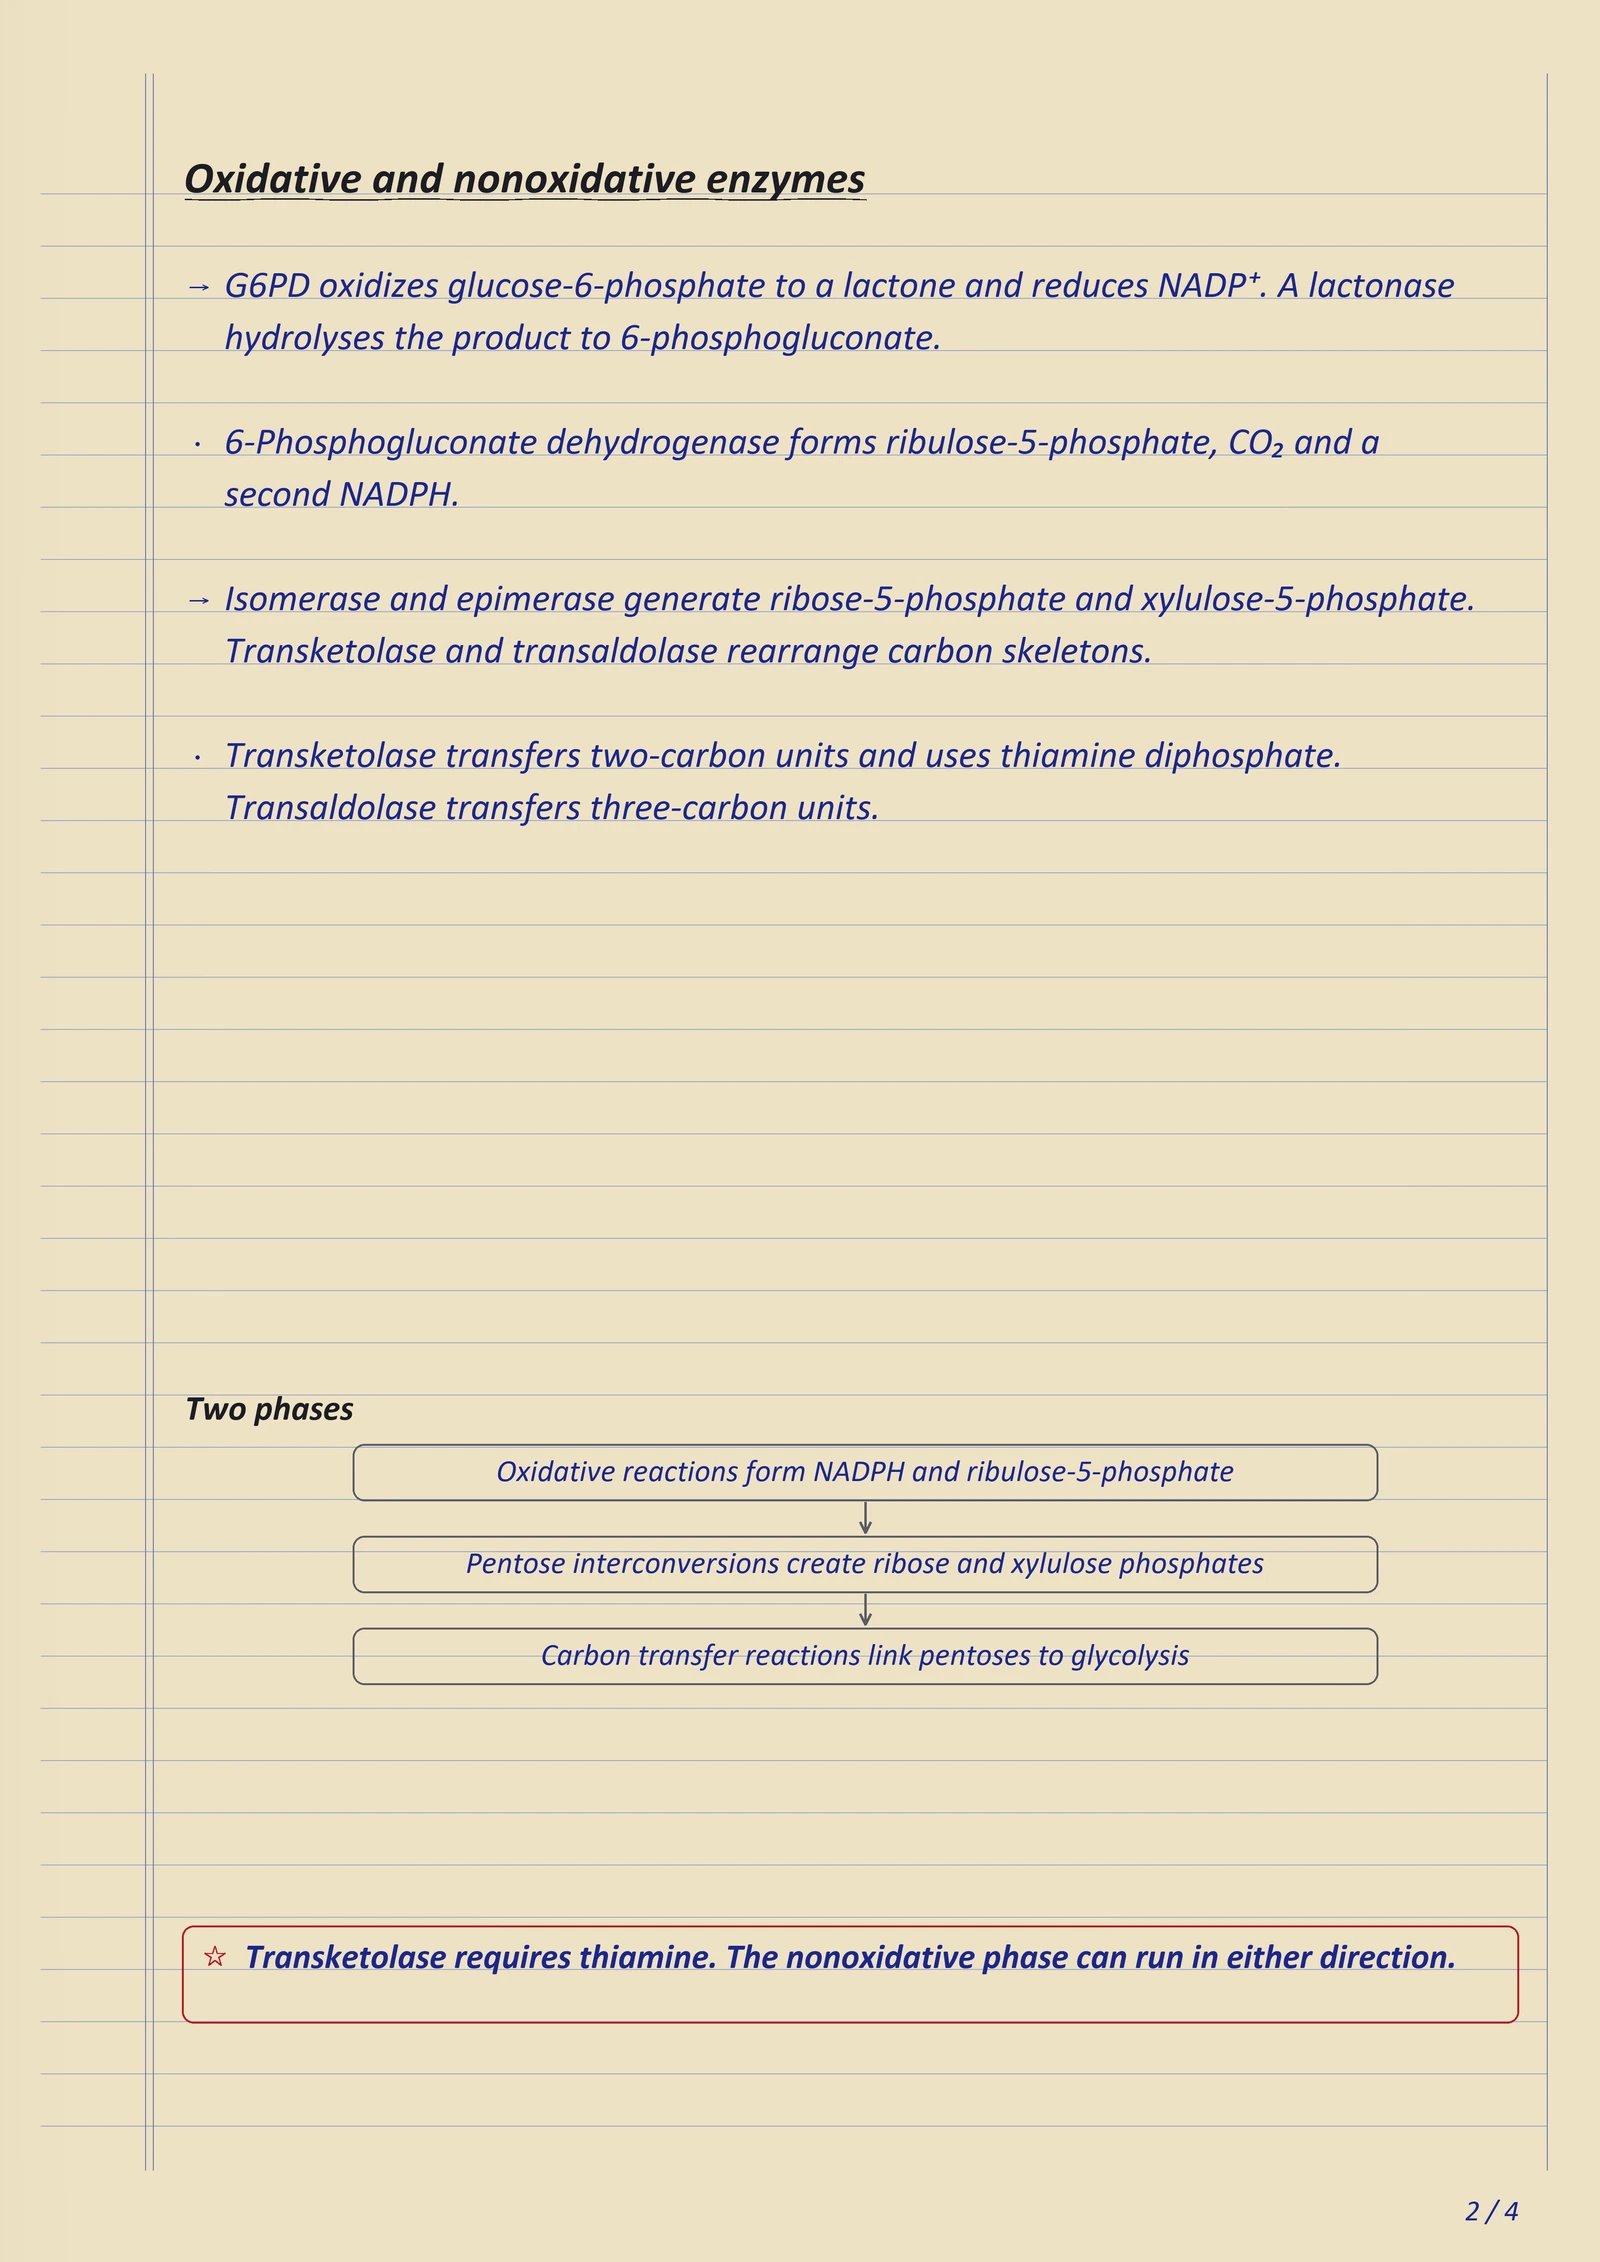 Oxidative and nonoxidative enzymes
→ G6PD oxidizes glucose-6-phosphate to a lactone and reduces NADP⁺. A lactonase
hydrolyses the product to 6-phosphogluconate.
· 6-Phosphogluconate dehydrogenase forms ribulose-5-phosphate, CO₂ and a
second NADPH.
→ Isomerase and epimerase generate ribose-5-phosphate and xylulose-5-phosphate.
Transketolase and transaldolase rearrange carbon skeletons.
· Transketolase transfers two-carbon units and uses thiamine diphosphate.
Transaldolase transfers three-carbon units.
Two phases
Oxidative reactions form NADPH and ribulose-5-phosphate
Pentose interconversions create ribose and xylulose phosphates
Carbon transfer reactions link pentoses to glycolysis
☆ Transketolase requires thiamine. The nonoxidative phase can run in either direction.
2 / 4